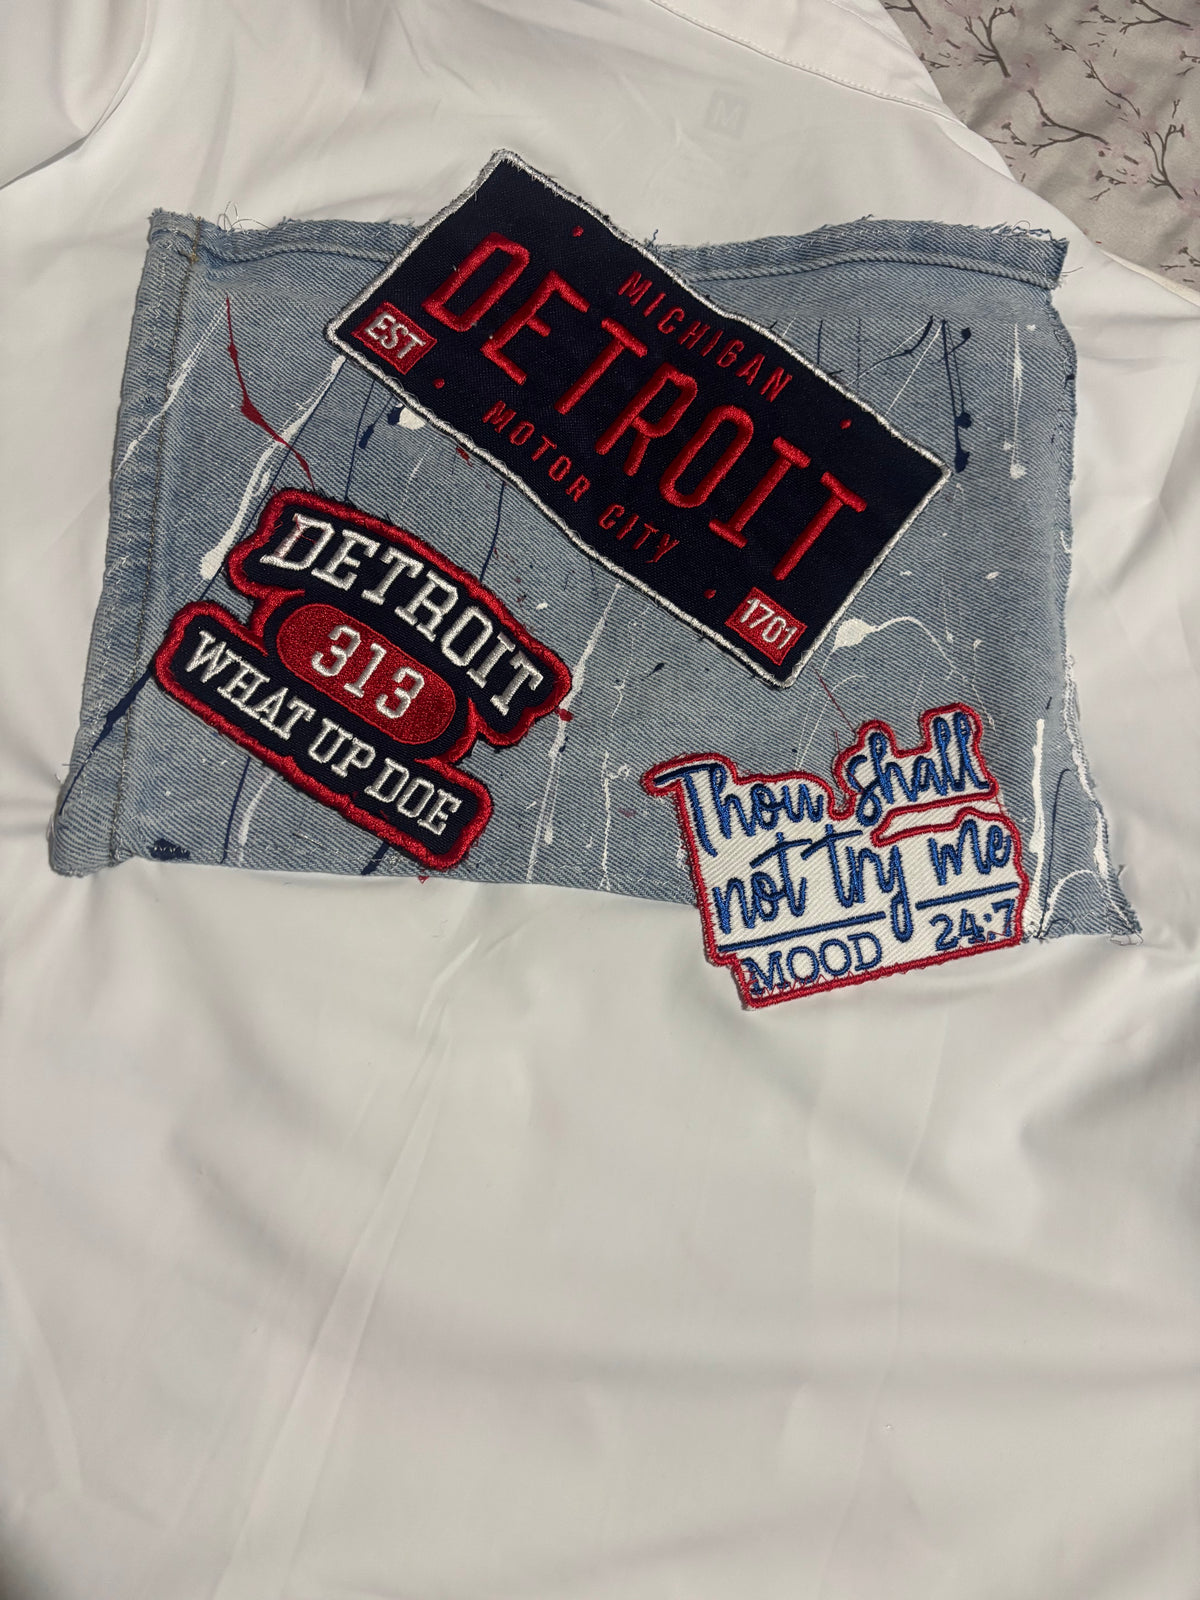 M
MICHIGAN
DETROIT
EST
MOTOR CITY
1701
DETROIT
313
WHAT UP DOE
Thou shall
not try me
MOOD 24:7